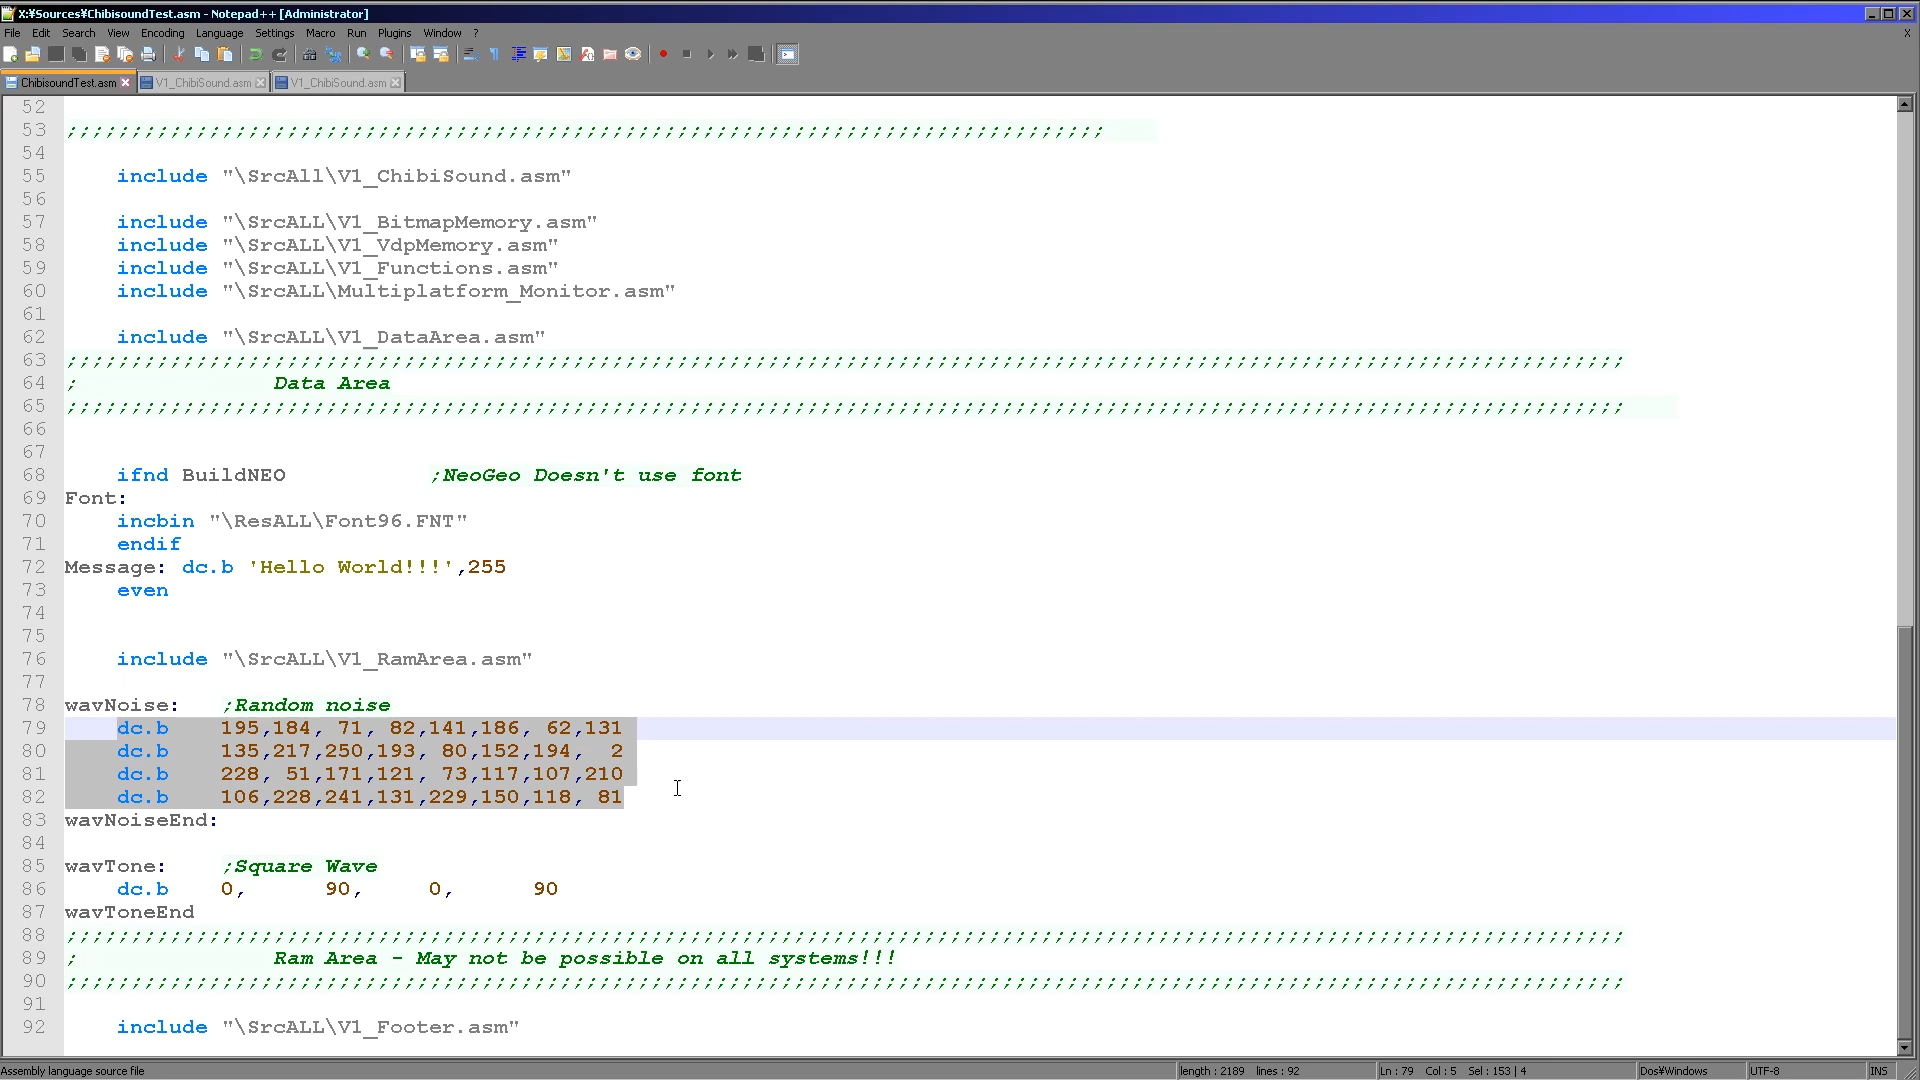 X:¥Sources¥ChibisoundTest.asm - Notepad++ [Administrator]
File Edit Search View Encoding Language Settings Macro Run Plugins Window ? X
ChibisoundTest.asm V1_ChibiSound.asm V1_ChibiSound.asm
52
53 ;;;;;;;;;;;;;;;;;;;;;;;;;;;;;;;;;;;;;;;;;;;;;;;;;;;;;;;;;;;;;;;;;;;;;;;;;;;;;;;;
54
55 include "\SrcAll\V1_ChibiSound.asm"
56
57 include "\SrcALL\V1_BitmapMemory.asm"
58 include "\SrcALL\V1_VdpMemory.asm"
59 include "\SrcALL\V1_Functions.asm"
60 include "\SrcALL\Multiplatform_Monitor.asm"
61
62 include "\SrcALL\V1_DataArea.asm"
63 ;;;;;;;;;;;;;;;;;;;;;;;;;;;;;;;;;;;;;;;;;;;;;;;;;;;;;;;;;;;;;;;;;;;;;;;;;;;;;;;;;;;;;;;;;;;;;;;;;;;;;;;;;;;;;;;;;;;;;;;;
64 ; Data Area
65 ;;;;;;;;;;;;;;;;;;;;;;;;;;;;;;;;;;;;;;;;;;;;;;;;;;;;;;;;;;;;;;;;;;;;;;;;;;;;;;;;;;;;;;;;;;;;;;;;;;;;;;;;;;;;;;;;;;;;;;;;
66
67
68 ifnd BuildNEO ;NeoGeo Doesn't use font
69 Font:
70 incbin "\ResALL\Font96.FNT"
71 endif
72 Message: dc.b 'Hello World!!!',255
73 even
74
75
76 include "\SrcALL\V1_RamArea.asm"
77
78 wavNoise: ;Random noise
79 dc.b 195,184, 71, 82,141,186, 62,131
80 dc.b 135,217,250,193, 80,152,194, 2
81 dc.b 228, 51,171,121, 73,117,107,210
82 dc.b 106,228,241,131,229,150,118, 81
83 wavNoiseEnd:
84
85 wavTone: ;Square Wave
86 dc.b 0, 90, 0, 90
87 wavToneEnd
88 ;;;;;;;;;;;;;;;;;;;;;;;;;;;;;;;;;;;;;;;;;;;;;;;;;;;;;;;;;;;;;;;;;;;;;;;;;;;;;;;;;;;;;;;;;;;;;;;;;;;;;;;;;;;;;;;;;;;;;;;;
89 ; Ram Area - May not be possible on all systems!!!
90 ;;;;;;;;;;;;;;;;;;;;;;;;;;;;;;;;;;;;;;;;;;;;;;;;;;;;;;;;;;;;;;;;;;;;;;;;;;;;;;;;;;;;;;;;;;;;;;;;;;;;;;;;;;;;;;;;;;;;;;;;
91
92 include "\SrcALL\V1_Footer.asm"
Assembly language source file length : 2189 lines : 92 Ln : 79 Col : 5 Sel : 153 | 4 Dos¥Windows UTF-8 INS